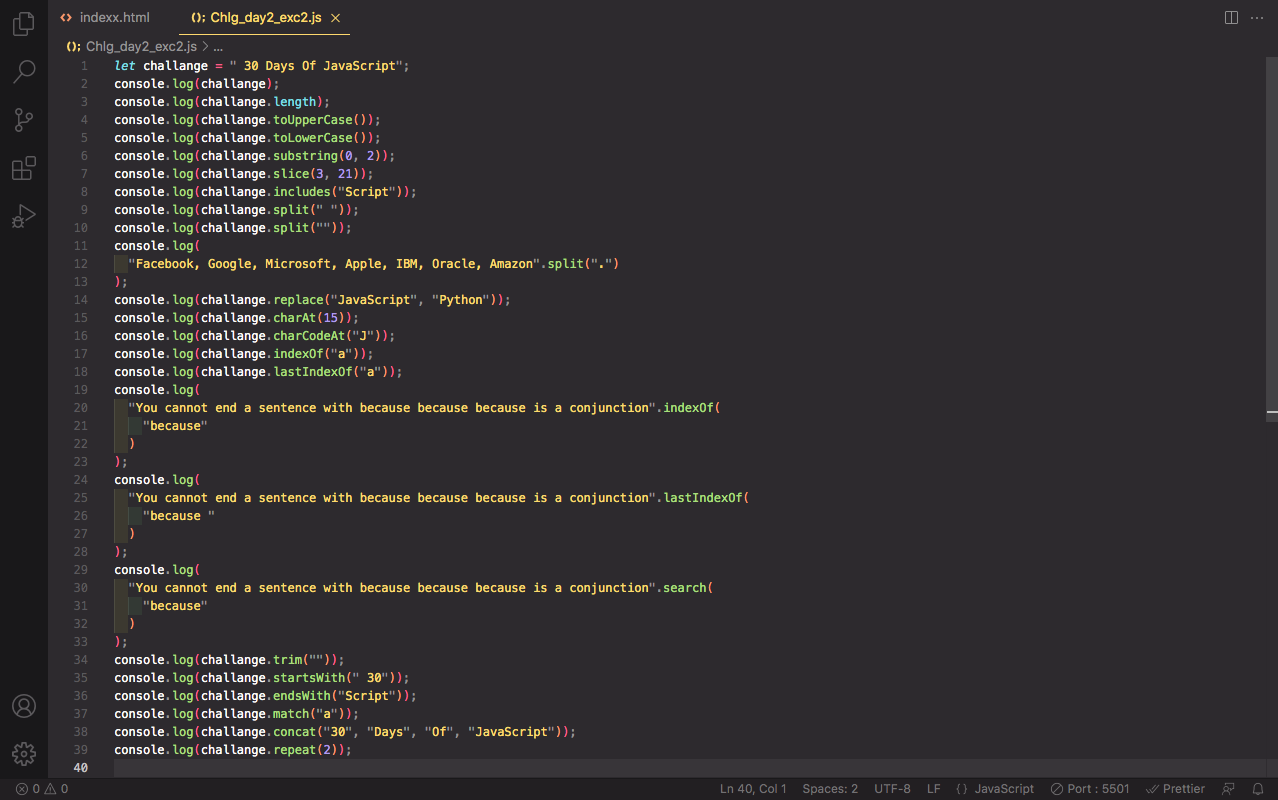 indexx.html
(); Chlg_day2_exc2.js ×
(); Chlg_day2_exc2.js > ...
1 let challange = " 30 Days Of JavaScript";
2 console.log(challange);
3 console.log(challange.length);
4 console.log(challange.toUpperCase());
5 console.log(challange.toLowerCase());
6 console.log(challange.substring(0, 2));
7 console.log(challange.slice(3, 21));
8 console.log(challange.includes("Script"));
9 console.log(challange.split(" "));
10 console.log(challange.split(""));
11 console.log(
12 "Facebook, Google, Microsoft, Apple, IBM, Oracle, Amazon".split(".")
13 );
14 console.log(challange.replace("JavaScript", "Python"));
15 console.log(challange.charAt(15));
16 console.log(challange.charCodeAt("J"));
17 console.log(challange.indexOf("a"));
18 console.log(challange.lastIndexOf("a"));
19 console.log(
20 "You cannot end a sentence with because because because is a conjunction".indexOf(
21 "because"
22 )
23 );
24 console.log(
25 "You cannot end a sentence with because because because is a conjunction".lastIndexOf(
26 "because "
27 )
28 );
29 console.log(
30 "You cannot end a sentence with because because because is a conjunction".search(
31 "because"
32 )
33 );
34 console.log(challange.trim(""));
35 console.log(challange.startsWith(" 30"));
36 console.log(challange.endsWith("Script"));
37 console.log(challange.match("a"));
38 console.log(challange.concat("30", "Days", "Of", "JavaScript"));
39 console.log(challange.repeat(2));
40
0 0 Ln 40, Col 1 Spaces: 2 UTF-8 LF {} JavaScript Port : 5501 Prettier